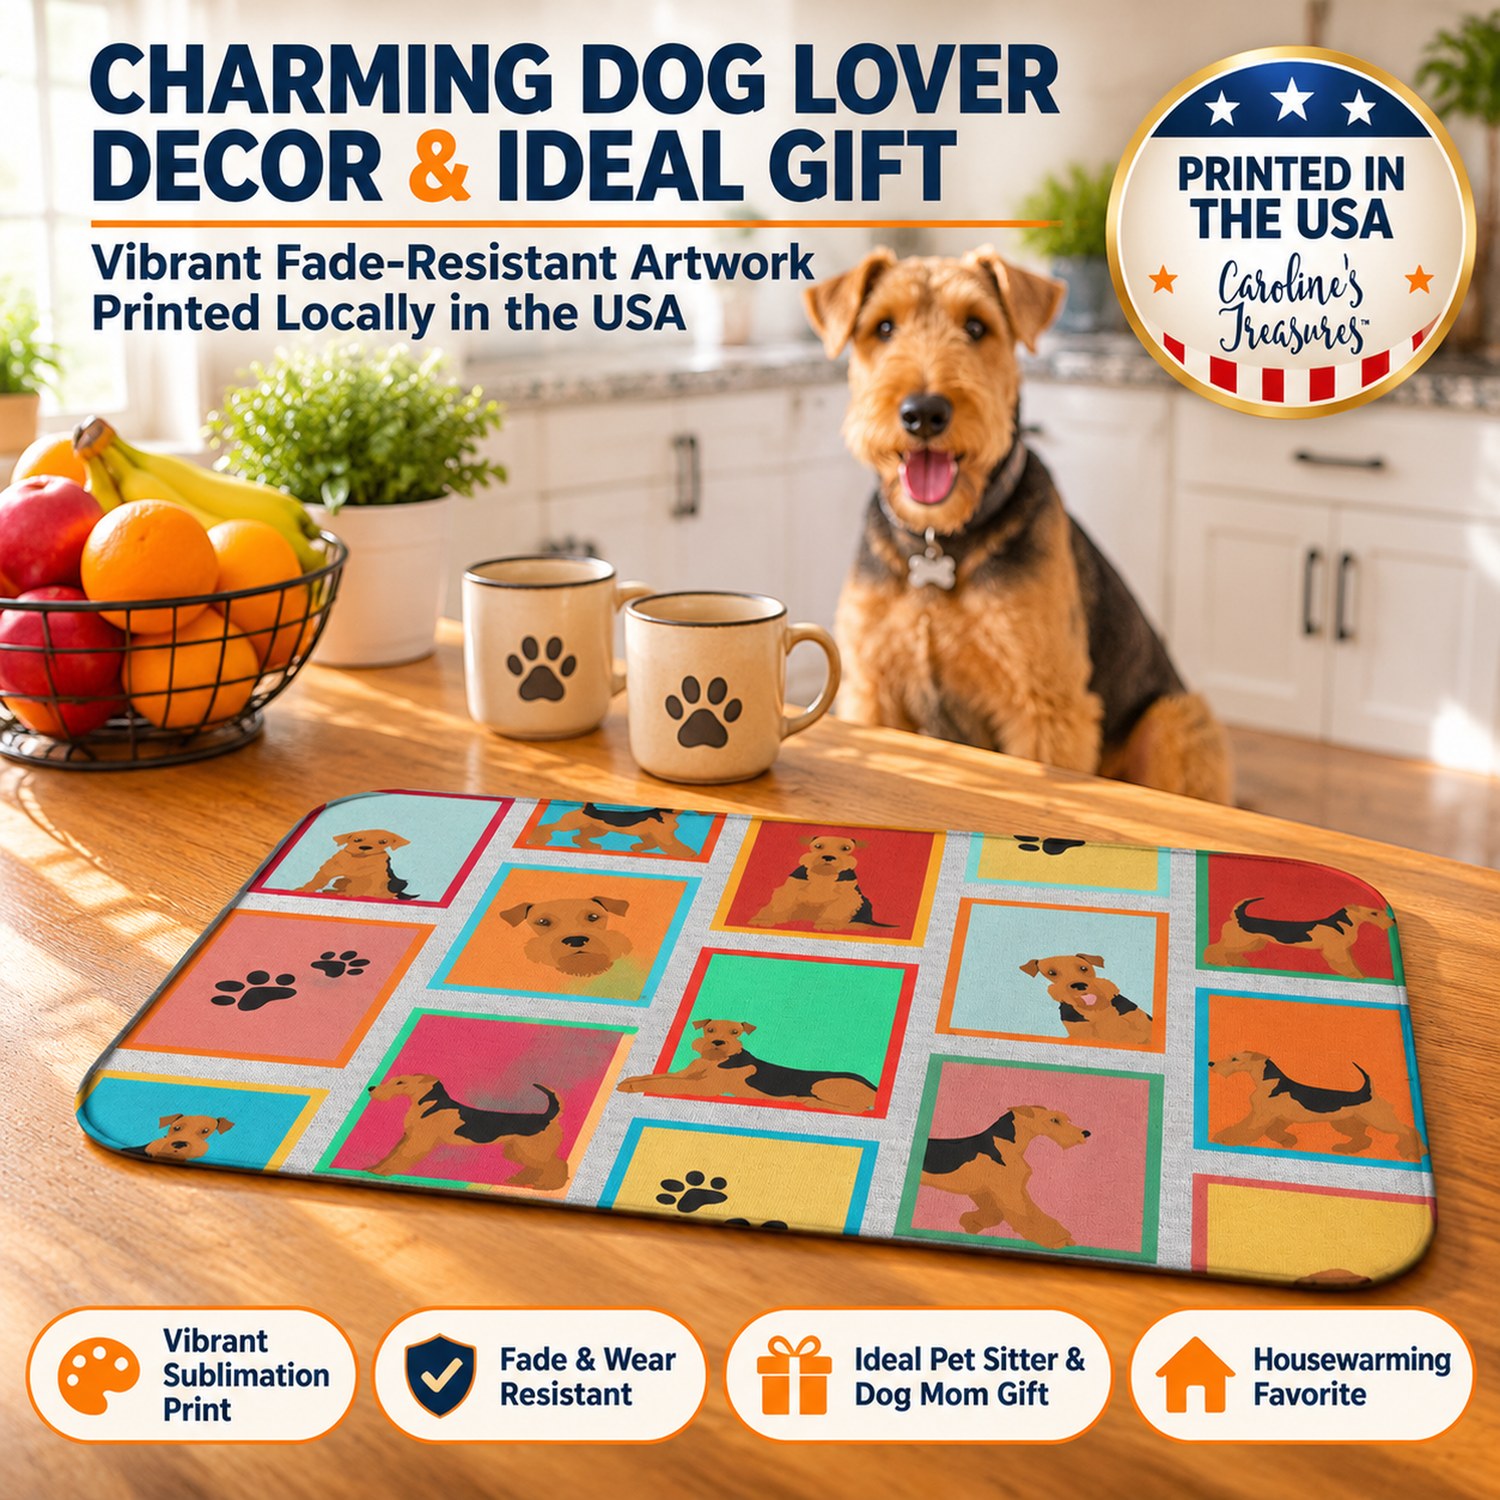 CHARMING DOG LOVER
DECOR & IDEAL GIFT
Vibrant Fade-Resistant Artwork
Printed Locally in the USA
PRINTED IN
THE USA
Caroline's
Treasures™
Vibrant
Sublimation
Print
Fade & Wear
Resistant
Ideal Pet Sitter &
Dog Mom Gift
Housewarming
Favorite